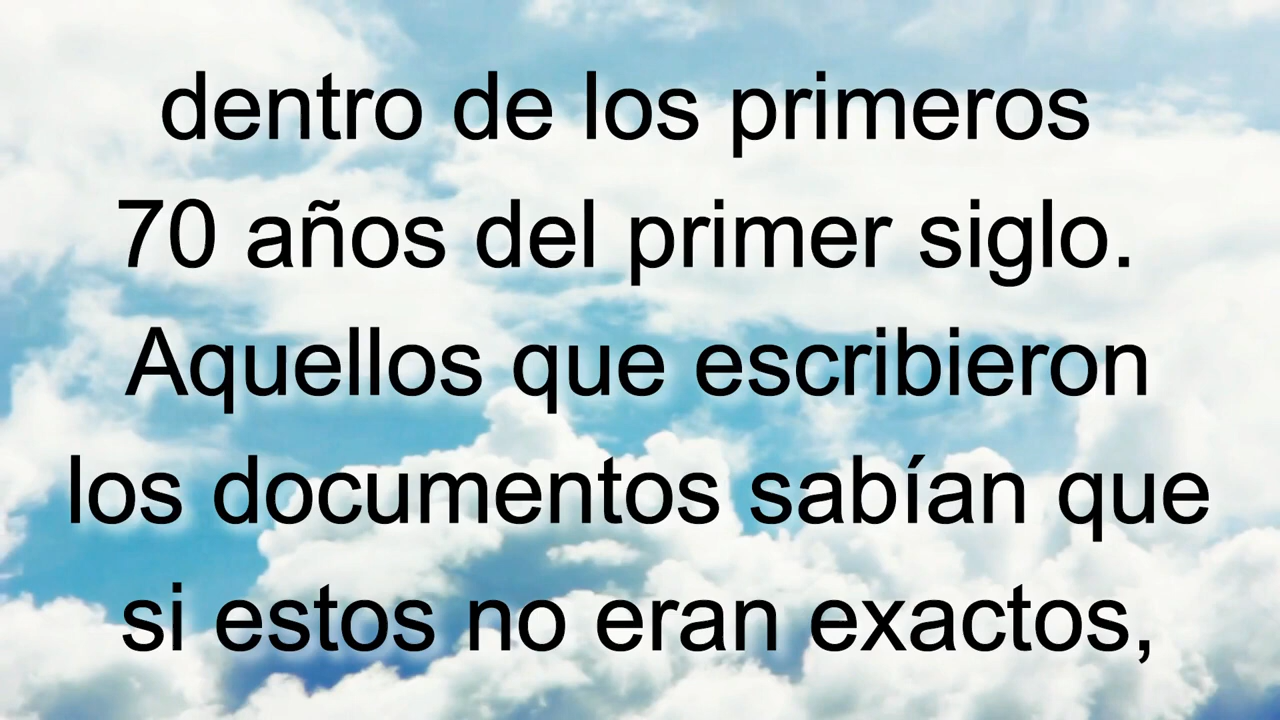 dentro de los primeros
70 años del primer siglo.
Aquellos que escribieron
los documentos sabían que
si estos no eran exactos,